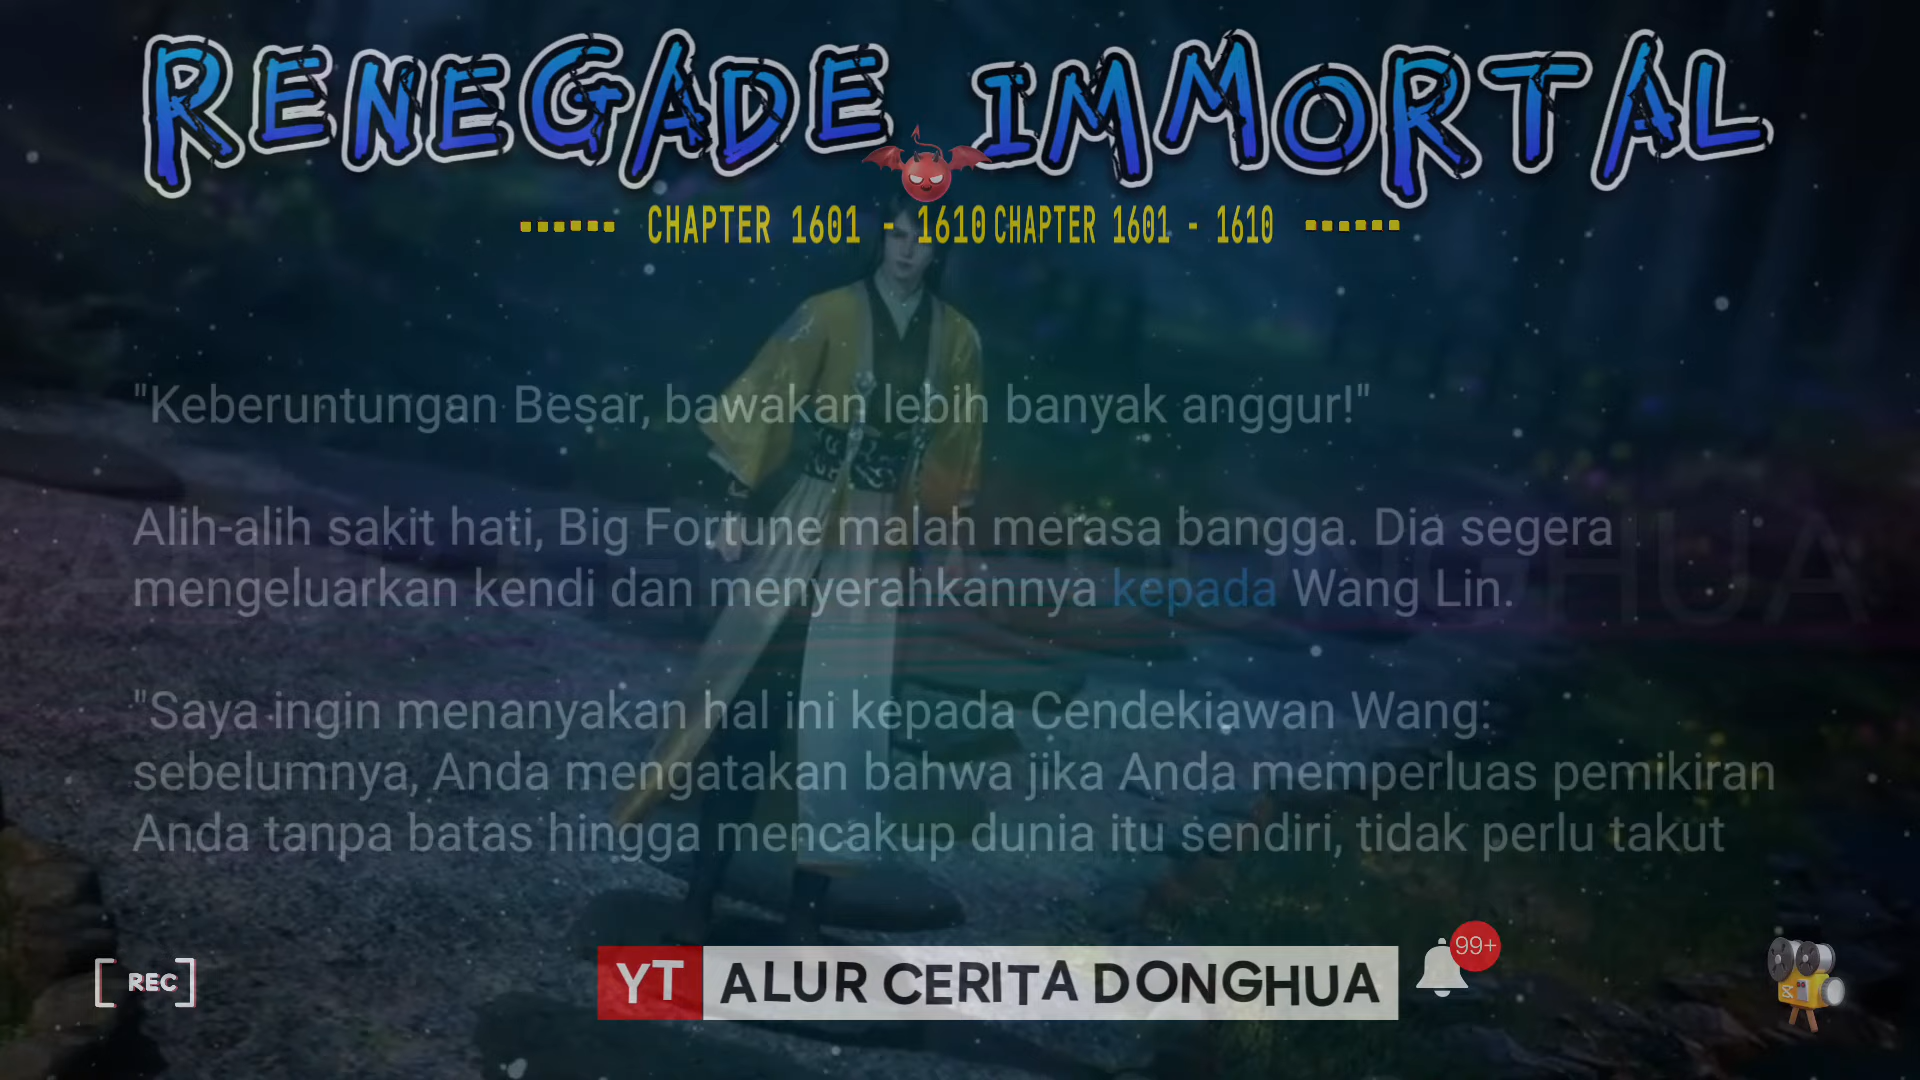 RENEGADE IMMORTAL
CHAPTER 1601 - 1610 CHAPTER 1601 - 1610
"Keberuntungan Besar, bawakan lebih banyak anggur!"
Alih-alih sakit hati, Big Fortune malah merasa bangga. Dia segera
mengeluarkan kendi dan menyerahkannya kepada Wang Lin.
"Saya ingin menanyakan hal ini kepada Cendekiawan Wang:
sebelumnya, Anda mengatakan bahwa jika Anda memperluas pemikiran
Anda tanpa batas hingga mencakup dunia itu sendiri, tidak perlu takut
[REC]
YT ALUR CERITA DONGHUA
99+